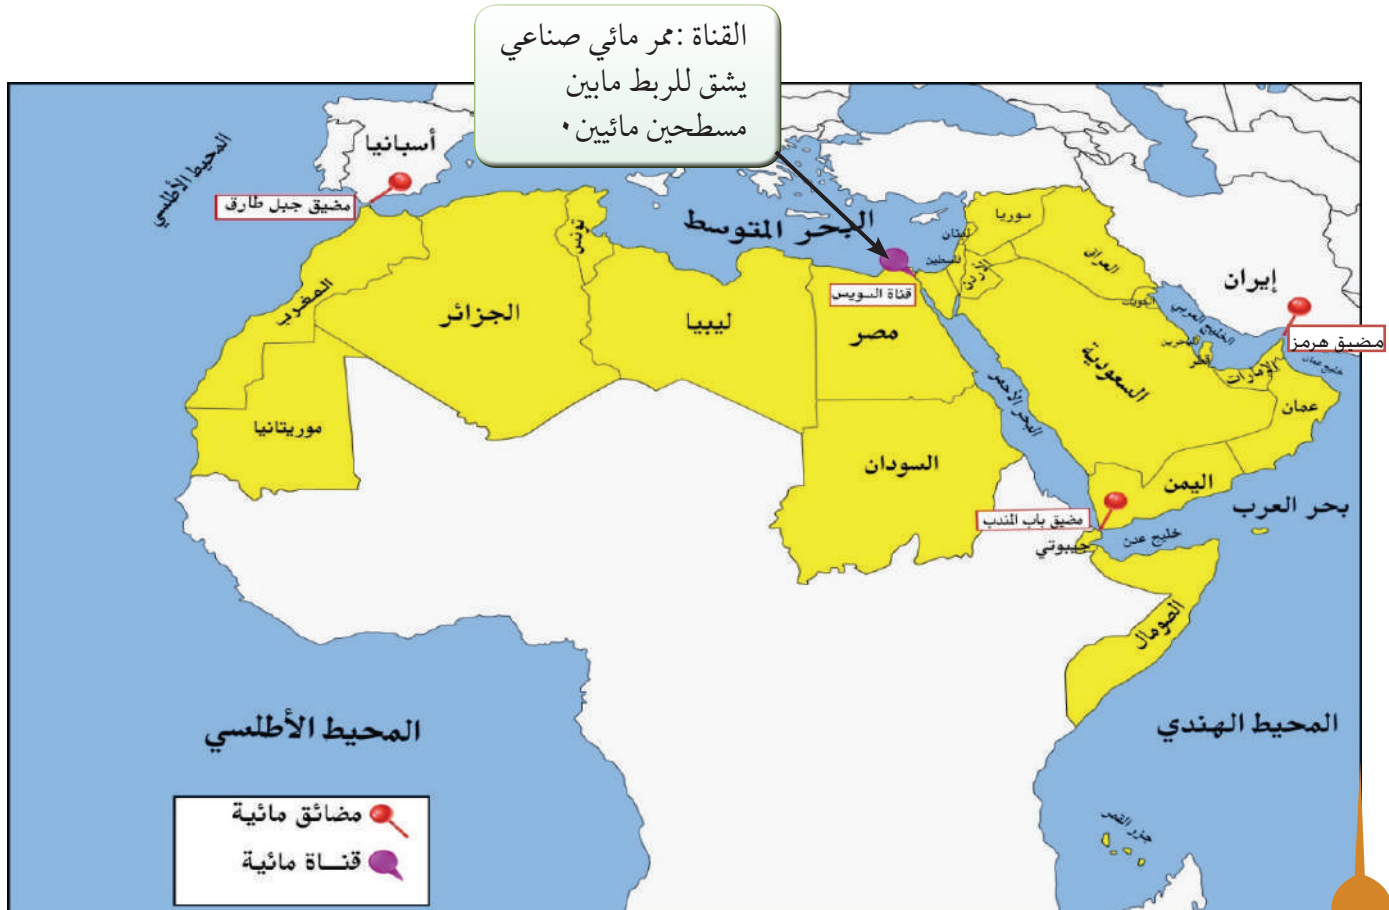 القناة :ممر مائي صناعي
يشق للربط مابين
مسطحين مائيين.
المحيط الأطلسي
أسبانيا
مضيق جبل طارق
البحر المتوسط
تونس
المغرب
الجزائر
ليبيا
مصر
قناة السويس
سوريا
لبنان
فلسطين
الأردن
العراق
الكويت
إيران
الخليج العربي
البحرين
قطر
مضيق هرمز
خليج عمان
الإمارات
عمان
السعودية
البحر الأحمر
موريتانيا
السودان
اليمن
مضيق باب المندب
جيبوتي
خليج عدن
بحر العرب
الصومال
المحيط الأطلسي
المحيط الهندي
جزر القمر
مضائق مائية
قنـــاة مائية